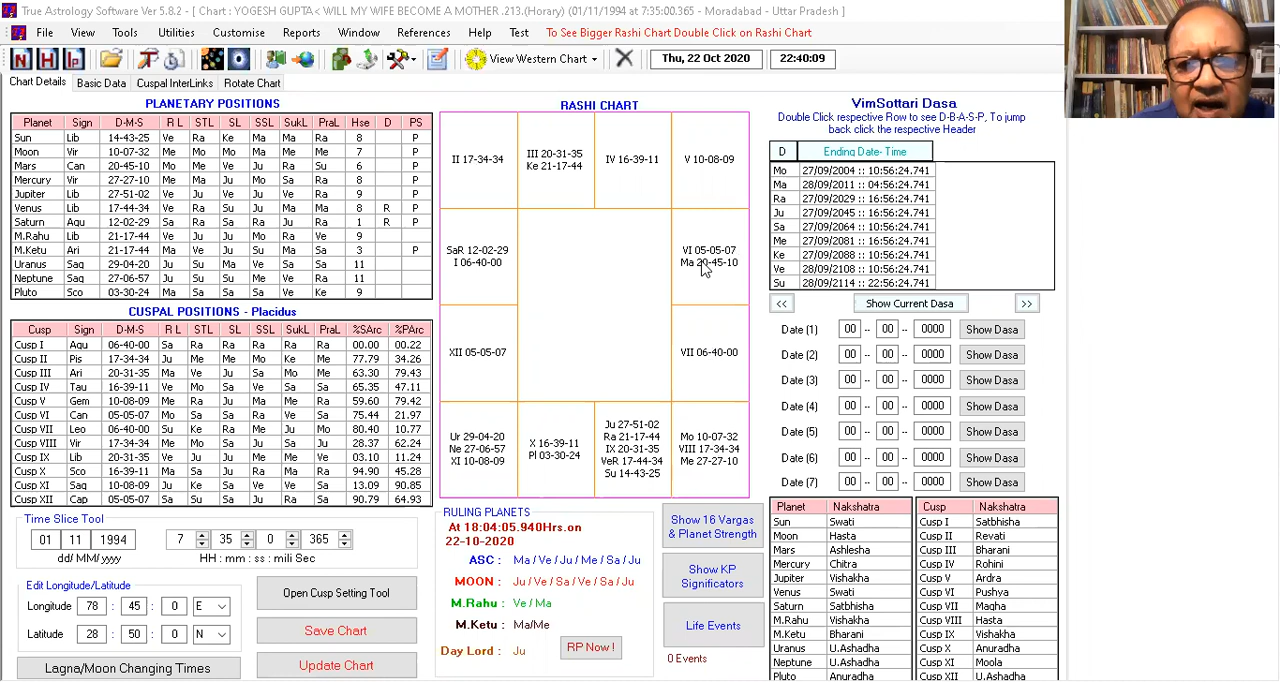 True Astrology Software Ver 5.8.2 - [ Chart : YOGESH GUPTA< WILL MY WIFE BECOME A MOTHER .213.(Horary) (01/11/1994 at 7:35:00.365 - Moradabad - Uttar Pradesh ]
File View Tools Utilities Customise Reports Window References Help Test To See Bigger Rashi Chart Double Click on Rashi Chart
N H Ip View Western Chart Thu, 22 Oct 2020 22:40:09
Chart Details Basic Data Cuspal InterLinks Rotate Chart
PLANETARY POSITIONS
Planet Sign D-M-S R L STL SL SSL SukL PraL Hse D PS
Sun Lib 14-43-25 Ve Ra Ke Ma Ma Ra 8 P
Moon Vir 10-07-32 Me Mo Mo Ma Me Me 7 P
Mars Can 20-45-10 Mo Me Ve Ju Ra Su 6 P
Mercury Vir 27-27-10 Me Ma Ju Mo Sa Ra 8 P
Jupiter Lib 27-51-02 Ve Ju Ve Ju Ra Ve 9 P
Venus Lib 17-44-34 Ve Ra Su Ju Ma Ma 8 R P
Saturn Aqu 12-02-29 Sa Ra Sa Ra Ju Ra 1 R P
M.Rahu Lib 21-17-44 Ve Ju Ju Mo Ra Ve 9
M.Ketu Ari 21-17-44 Ma Ve Ju Su Ma Sa 3 P
Uranus Sag 29-04-20 Ju Su Ma Ve Sa Sa 11
Neptune Sag 27-06-57 Ju Su Su Me Ve Ju 11
Pluto Sco 03-30-24 Ma Sa Sa Ju Ve Ke 9
CUSPAL POSITIONS - Placidus
Cusp Sign D-M-S R L STL SL SSL SukL PraL %SArc %PArc
Cusp I Aqu 06-40-00 Sa Ra Ra Ra Ra Ra 00.00 00.22
Cusp II Pis 17-34-34 Ju Me Me Mo Ke Me 77.79 34.26
Cusp III Ari 20-31-35 Ma Ve Ju Sa Mo Ra 63.30 79.43
Cusp IV Tau 16-39-11 Ve Mo Sa Ve Sa Sa 65.35 47.11
Cusp V Gem 10-08-09 Me Ra Sa Ra Su Mo 59.60 79.42
Cusp VI Can 05-05-07 Mo Sa Sa Ra Ve Sa 75.44 21.97
Cusp VII Leo 06-40-00 Su Ke Ra Ra Me Ju 80.40 10.77
Cusp VIII Vir 17-34-34 Me Mo Sa Ju Sa Ju 28.37 62.24
Cusp IX Lib 20-31-35 Ve Ju Ju Me Me Ve 03.10 11.24
Cusp X Sco 16-39-11 Ma Sa Ju Ra Ma Ma 94.90 45.28
Cusp XI Sag 10-08-09 Ju Ke Sa Ve Ve Sa 13.09 90.85
Cusp XII Cap 05-05-07 Sa Su Sa Ju Ra Sa 90.79 64.93
Time Slice Tool
01 11 1994 7 35 0 365
dd/ MM/ yyyy HH : mm : ss : mili Sec
Edit Longitude/Latitude
Longitude 78 : 45 : 0 E
Latitude 28 : 50 : 0 N
Open Cusp Setting Tool
Save Chart
Update Chart
Lagna/Moon Changing Times
RASHI CHART
II 17-34-34
III 20-31-35
Ke 21-17-44
IV 16-39-11
V 10-08-09
SaR 12-02-29
I 06-40-00
VI 05-05-07
Ma 20-45-10
XII 05-05-07
VII 06-40-00
Ur 29-04-20
Ne 27-06-57
XI 10-08-09
X 16-39-11
Pl 03-30-24
Ju 27-51-02
Ra 21-17-44
IX 20-31-35
VeR 17-44-34
Su 14-43-25
Mo 10-07-32
VIII 17-34-34
Me 27-27-10
RULING PLANETS
At 18:04:05.940Hrs.on
22-10-2020
ASC: Ma / Ve / Ju / Me / Sa / Ju
MOON: Ju / Ve / Sa / Ve / Sa / Ju
M.Rahu : Ve / Ma
M.Ketu : Ma/Me
Day Lord : Ju
RP Now !
Show 16 Vargas
& Planet Strength
Show KP
Significators
Life Events
0 Events
VimSottari Dasa
Double Click respective Row to see D-B-A-S-P, To jump
back click the respective Header
D Ending Date- Time
Mo 27/09/2004 :: 10:56:24.741
Ma 28/09/2011 :: 04:56:24.741
Ra 27/09/2029 :: 16:56:24.741
Ju 27/09/2045 :: 16:56:24.741
Sa 27/09/2064 :: 10:56:24.741
Me 27/09/2081 :: 16:56:24.741
Ke 27/09/2088 :: 10:56:24.741
Ve 28/09/2108 :: 10:56:24.741
Su 28/09/2114 :: 22:56:24.741
<< Show Current Dasa >>
Date (1) 00 -- 00 -- 0000 Show Dasa
Date (2) 00 -- 00 -- 0000 Show Dasa
Date (3) 00 -- 00 -- 0000 Show Dasa
Date (4) 00 -- 00 -- 0000 Show Dasa
Date (5) 00 -- 00 -- 0000 Show Dasa
Date (6) 00 -- 00 -- 0000 Show Dasa
Date (7) 00 -- 00 -- 0000 Show Dasa
Planet Nakshatra
Sun Swati
Moon Hasta
Mars Ashlesha
Mercury Chitra
Jupiter Vishakha
Venus Swati
Saturn Satbhisha
M.Rahu Vishakha
M.Ketu Bharani
Uranus U.Ashadha
Neptune U.Ashadha
Pluto Anuradha
Cusp Nakshatra
Cusp I Satbhisha
Cusp II Revati
Cusp III Bharani
Cusp IV Rohini
Cusp V Ardra
Cusp VI Pushya
Cusp VII Magha
Cusp VIII Hasta
Cusp IX Vishakha
Cusp X Anuradha
Cusp XI Moola
Cusp XII U.Ashadha